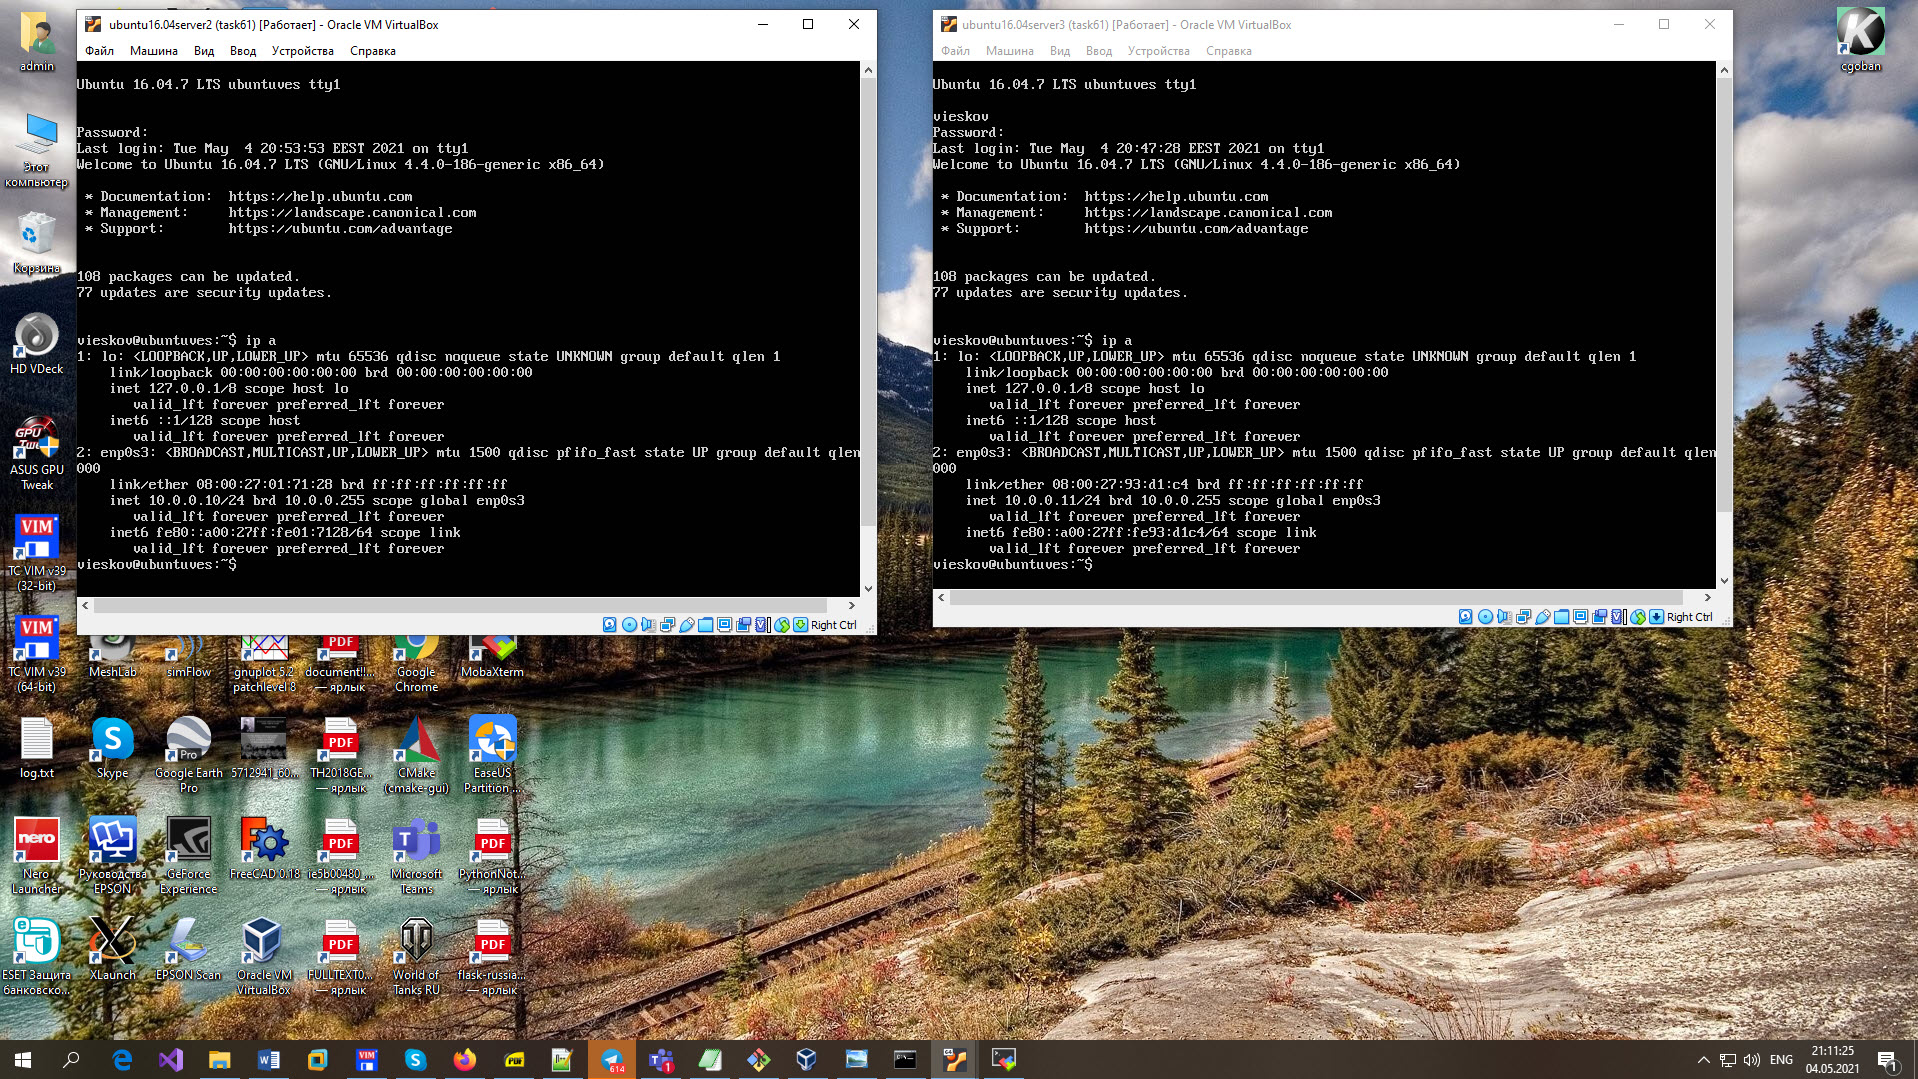 ubuntu16.04server2 (task61) [Работает] - Oracle VM VirtualBox
Файл Машина Вид Ввод Устройства Справка
Ubuntu 16.04.7 LTS ubuntuves tty1
Password:
Last login: Tue May  4 20:53:53 EEST 2021 on tty1
Welcome to Ubuntu 16.04.7 LTS (GNU/Linux 4.4.0-186-generic x86_64)
* Documentation:  https://help.ubuntu.com
* Management:     https://landscape.canonical.com
* Support:        https://ubuntu.com/advantage
108 packages can be updated.
77 updates are security updates.
vieskov@ubuntuves:~$ ip a
1: lo: <LOOPBACK,UP,LOWER_UP> mtu 65536 qdisc noqueue state UNKNOWN group default qlen 1
link/loopback 00:00:00:00:00:00 brd 00:00:00:00:00:00
inet 127.0.0.1/8 scope host lo
valid_lft forever preferred_lft forever
inet6 ::1/128 scope host
valid_lft forever preferred_lft forever
2: enp0s3: <BROADCAST,MULTICAST,UP,LOWER_UP> mtu 1500 qdisc pfifo_fast state UP group default qlen
000
link/ether 08:00:27:01:71:28 brd ff:ff:ff:ff:ff:ff
inet 10.0.0.10/24 brd 10.0.0.255 scope global enp0s3
valid_lft forever preferred_lft forever
inet6 fe80::a00:27ff:fe01:7128/64 scope link
valid_lft forever preferred_lft forever
vieskov@ubuntuves:~$
Right Ctrl
ubuntu16.04server3 (task61) [Работает] - Oracle VM VirtualBox
Файл Машина Вид Ввод Устройства Справка
Ubuntu 16.04.7 LTS ubuntuves tty1
vieskov
Password:
Last login: Tue May  4 20:47:28 EEST 2021 on tty1
Welcome to Ubuntu 16.04.7 LTS (GNU/Linux 4.4.0-186-generic x86_64)
* Documentation:  https://help.ubuntu.com
* Management:     https://landscape.canonical.com
* Support:        https://ubuntu.com/advantage
108 packages can be updated.
77 updates are security updates.
vieskov@ubuntuves:~$ ip a
1: lo: <LOOPBACK,UP,LOWER_UP> mtu 65536 qdisc noqueue state UNKNOWN group default qlen 1
link/loopback 00:00:00:00:00:00 brd 00:00:00:00:00:00
inet 127.0.0.1/8 scope host lo
valid_lft forever preferred_lft forever
inet6 ::1/128 scope host
valid_lft forever preferred_lft forever
2: enp0s3: <BROADCAST,MULTICAST,UP,LOWER_UP> mtu 1500 qdisc pfifo_fast state UP group default qlen
000
link/ether 08:00:27:93:d1:c4 brd ff:ff:ff:ff:ff:ff
inet 10.0.0.11/24 brd 10.0.0.255 scope global enp0s3
valid_lft forever preferred_lft forever
inet6 fe80::a00:27ff:fe93:d1c4/64 scope link
valid_lft forever preferred_lft forever
vieskov@ubuntuves:~$
Right Ctrl
admin
Этот
компьютер
Корзина
HD VDeck
ASUS GPU
Tweak
TC VIM v39
(32-bit)
TC VIM v39
(64-bit)
MeshLab
simFlow
gnuplot 5.2
patchlevel 8
document!!...
— ярлык
Google
Chrome
MobaXterm
log.txt
Skype
Google Earth
Pro
5712941_60...
TH2018GE...
— ярлык
CMake
(cmake-gui)
EaseUS
Partition ...
Nero
Launcher
Руководства
EPSON
GeForce
Experience
FreeCAD 0.18
ie5b00480_...
— ярлык
Microsoft
Teams
PythonNot...
— ярлык
ESET Защита
банковско...
XLaunch
EPSON Scan
Oracle VM
VirtualBox
FULLTEXT0...
— ярлык
World of
Tanks RU
flask-russia...
— ярлык
cgoban
614
1
ENG
21:11:25
04.05.2021
1